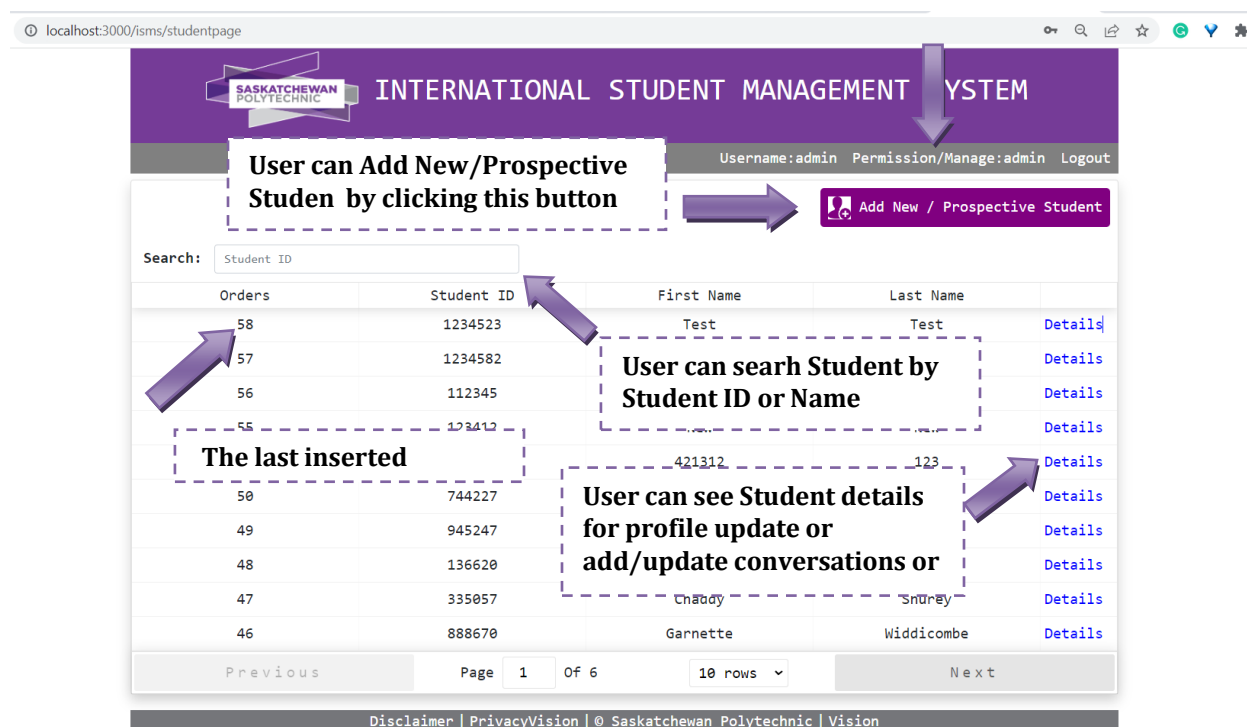 localhost:3000/isms/studentpage
SASKATCHEWAN
POLYTECHNIC
INTERNATIONAL STUDENT MANAGEMENT YSTEM
Username:admin Permission/Manage:admin Logout
User can Add New/Prospective
Studen by clicking this button
Add New / Prospective Student
Search: Student ID
Orders Student ID First Name Last Name
58 1234523 Test Test Details
57 1234582 Details
User can searh Student by
Student ID or Name
56 112345 Details
55 123412 Details
The last inserted
421312 123 Details
50 744227 Details
User can see Student details
for profile update or
add/update conversations or
49 945247 Details
48 136620 Details
47 335057 Chaddy Details
46 888670 Garnette Widdicombe Details
Previous Page 1 Of 6 10 rows Next
Disclaimer | PrivacyVision | © Saskatchewan Polytechnic | Vision